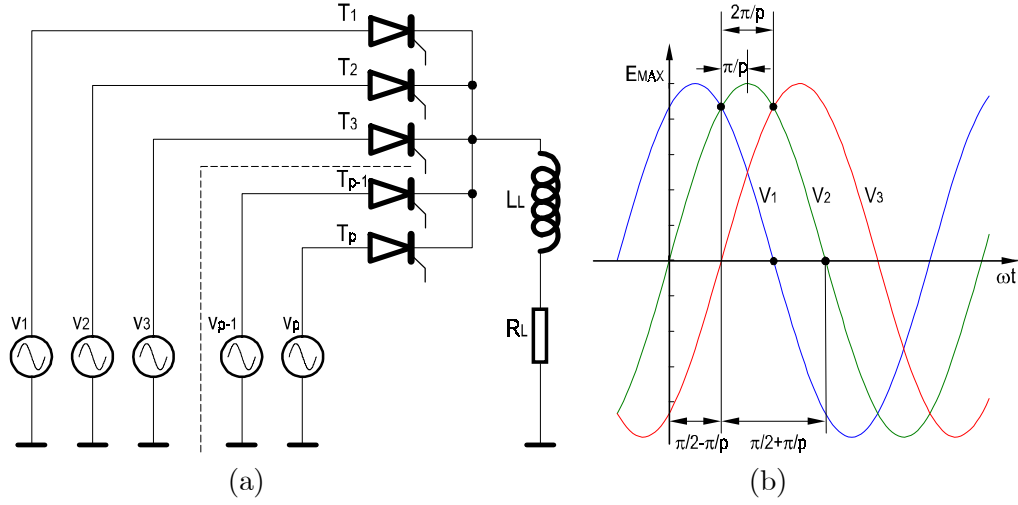 T1
T2
T3
Tp-1
Tp
LL
RL
v1
v2
v3
vp-1
vp
(a)
2π/p
π/p
EMAX
V1
V2
V3
ωt
π/2-π/p
π/2+π/p
(b)